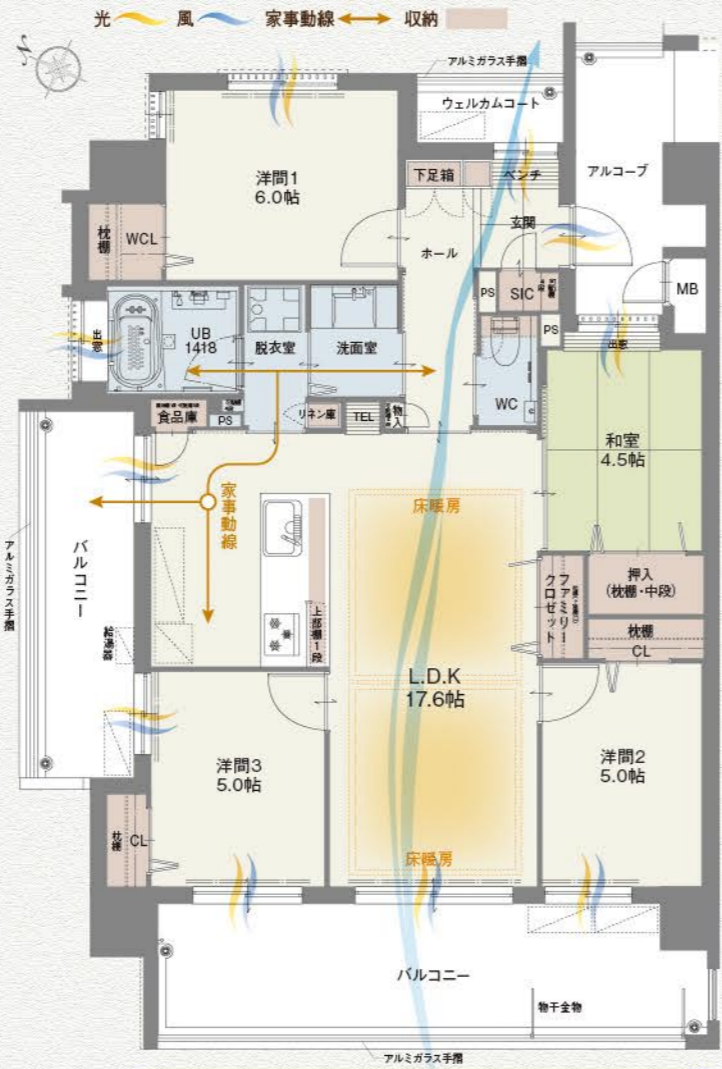 光 風 家事動線 収納
アルミガラス手摺
ウェルカムコート
アルコーブ
洋間1
6.0帖
下足箱
ベンチ
玄関
ホール
枕棚
WCL
PS
SIC
MB
出窓
UB
1418
脱衣室
洗面室
PS
出窓
WC
和室
4.5帖
食品庫
PS
リネン庫
TEL
物入
家事動線
床暖房
バルコニー
アルミガラス手摺
給湯器
上部棚1段
ファミリー
クロゼット
押入
(枕棚・中段)
枕棚
CL
L.D.K
17.6帖
洋間3
5.0帖
洋間2
5.0帖
枕棚
CL
床暖房
バルコニー
物干金物
アルミガラス手摺